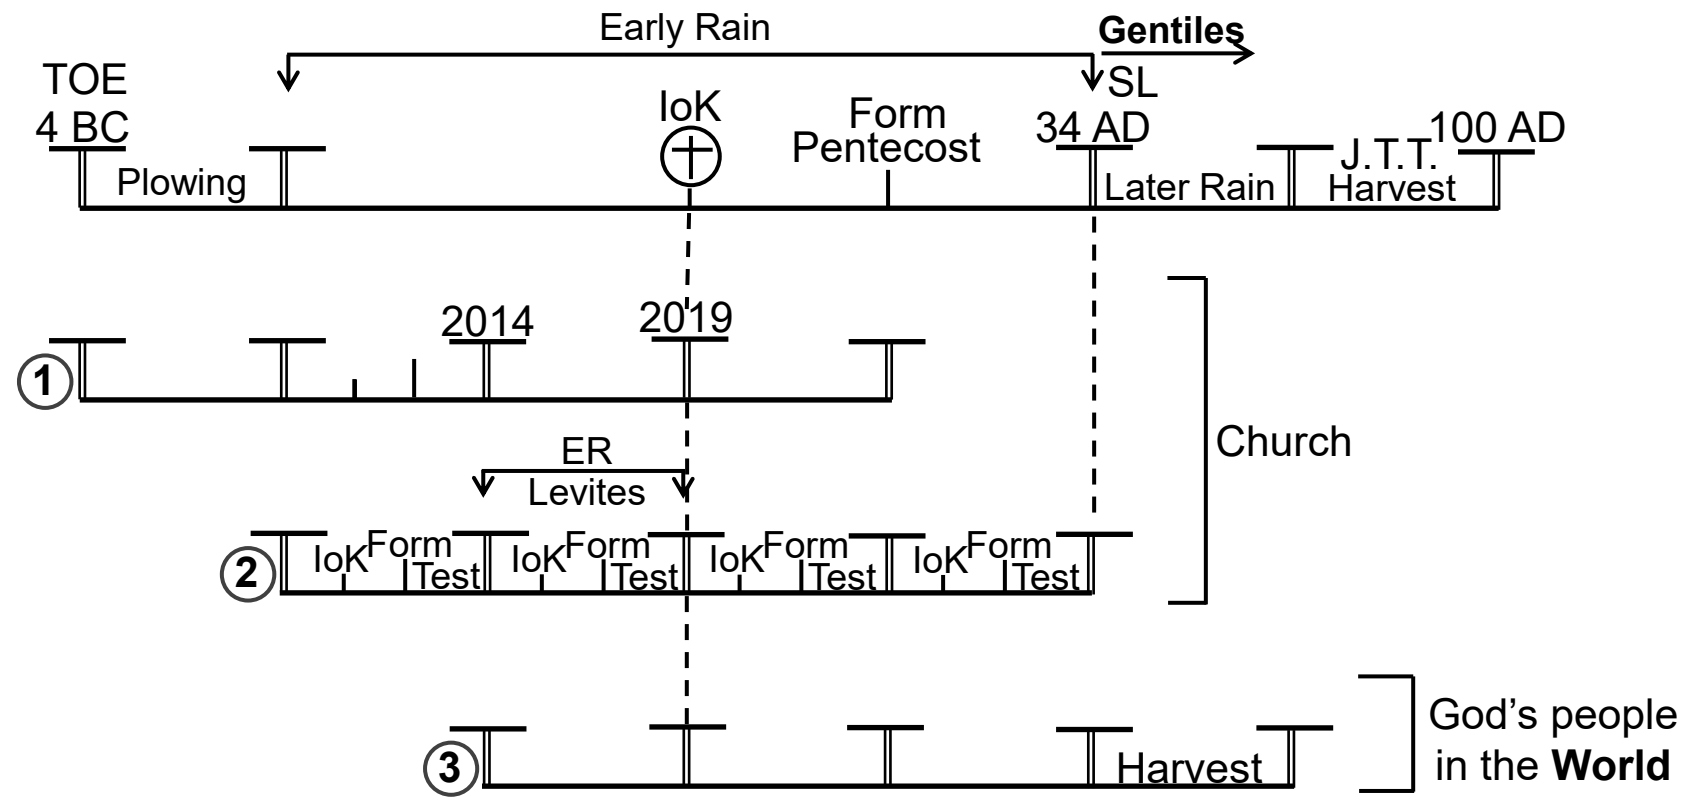 Early Rain
Gentiles
TOE
4 BC
IoK
Form
Pentecost
SL
34 AD
100 AD
Plowing
Later Rain
J.T.T.
Harvest
2014
2019
1
Church
ER
Levites
2
IoK Form Test IoK Form Test IoK Form Test IoK Form Test
3
Harvest
God’s people
in the World